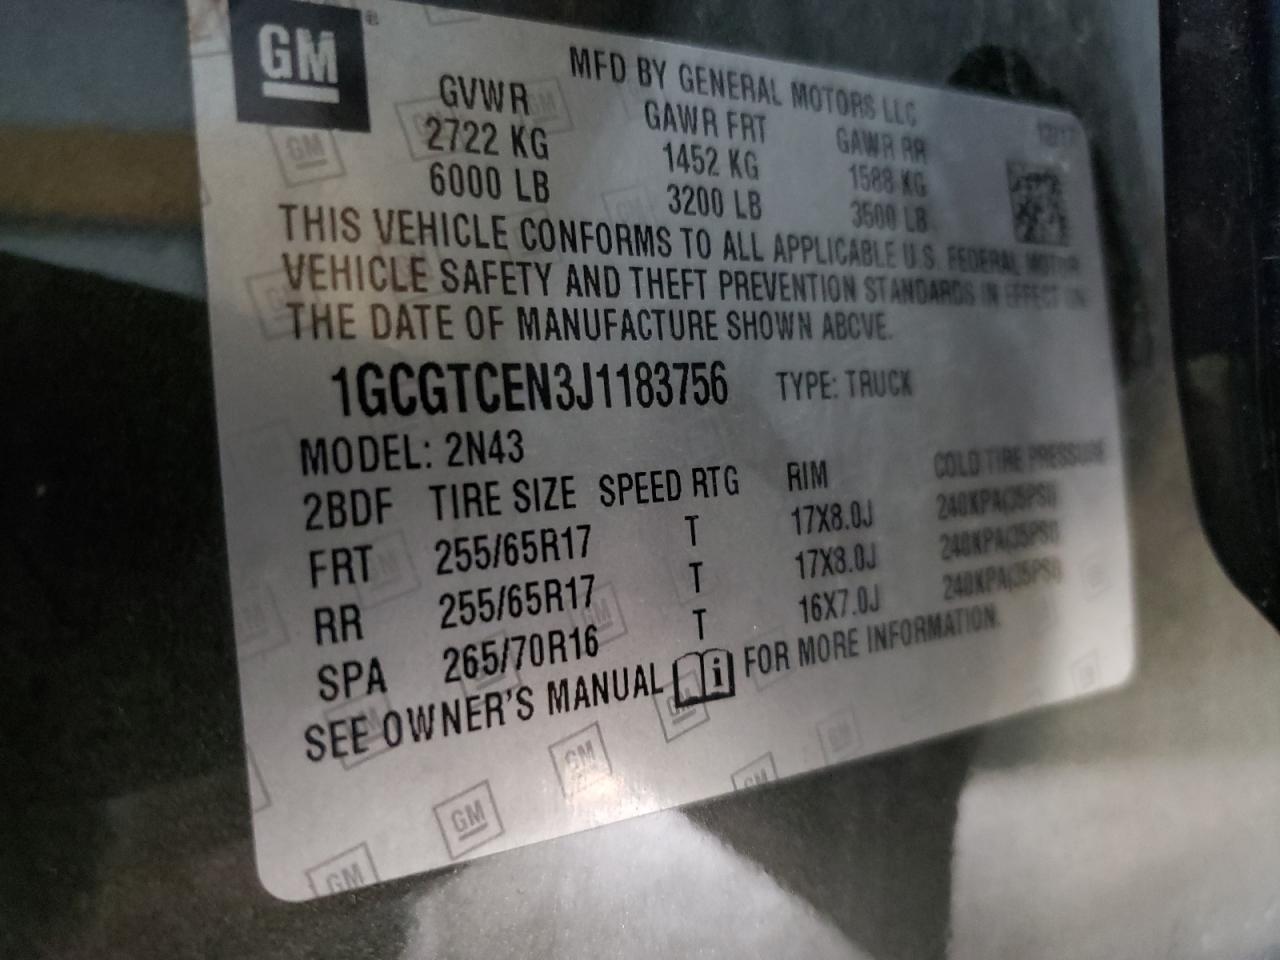 GM
MFD BY GENERAL MOTORS LLC
12/17
GVWR GAWR FRT GAWR RR
2722 KG 1452 KG 1588 KG
6000 LB 3200 LB 3500 LB
THIS VEHICLE CONFORMS TO ALL APPLICABLE U.S. FEDERAL MOTOR
VEHICLE SAFETY AND THEFT PREVENTION STANDARDS IN EFFECT ON
THE DATE OF MANUFACTURE SHOWN ABOVE.
1GCGTCEN3J1183756 TYPE: TRUCK
MODEL: 2N43
2BDF TIRE SIZE SPEED RTG RIM COLD TIRE PRESSURE
FRT 255/65R17 T 17X8.0J 240KPA(35PSI)
RR 255/65R17 T 17X8.0J 240KPA(35PSI)
SPA 265/70R16 T 16X7.0J 240KPA(35PSI)
SEE OWNER'S MANUAL FOR MORE INFORMATION.